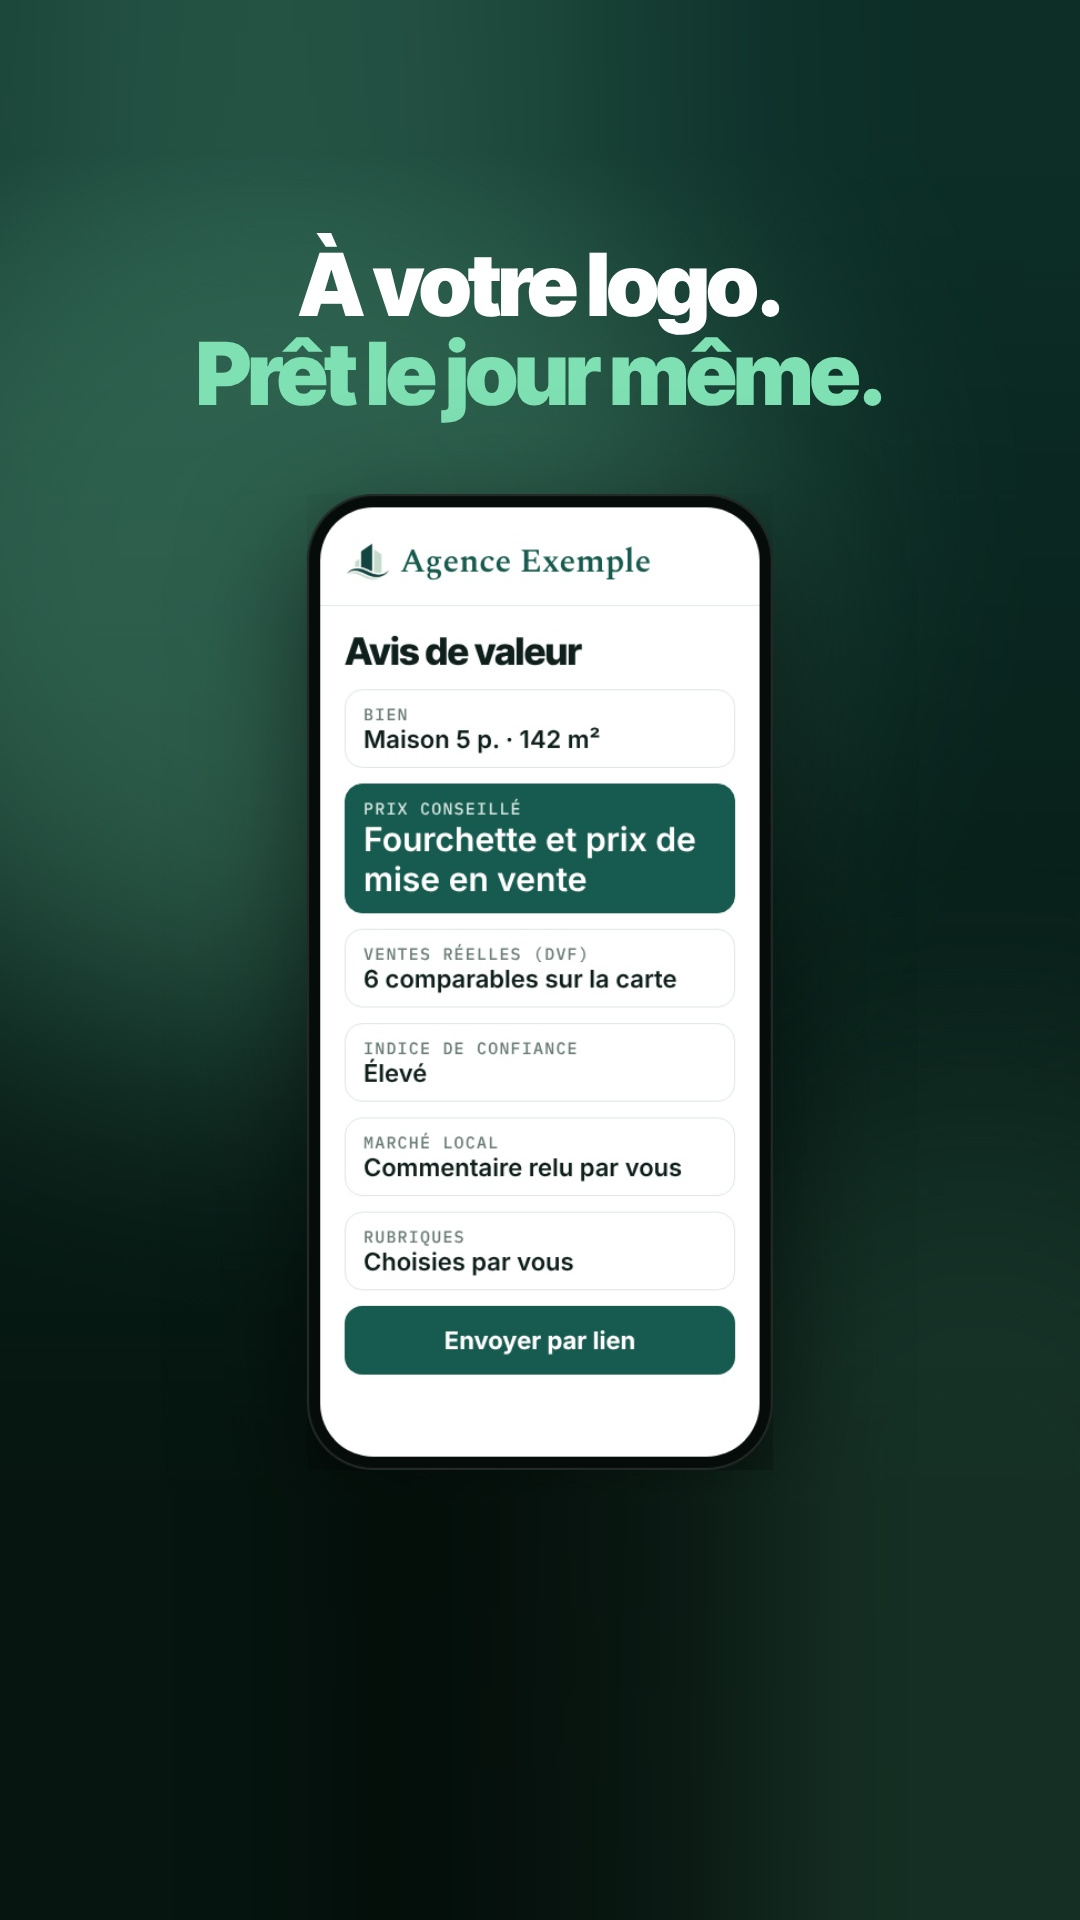 À votre logo.
Prêt le jour même.
Agence Exemple
Avis de valeur
BIEN
Maison 5 p. · 142 m²
PRIX CONSEILLÉ
Fourchette et prix de
mise en vente
VENTES RÉELLES (DVF)
6 comparables sur la carte
INDICE DE CONFIANCE
Élevé
MARCHÉ LOCAL
Commentaire relu par vous
RUBRIQUES
Choisies par vous
Envoyer par lien